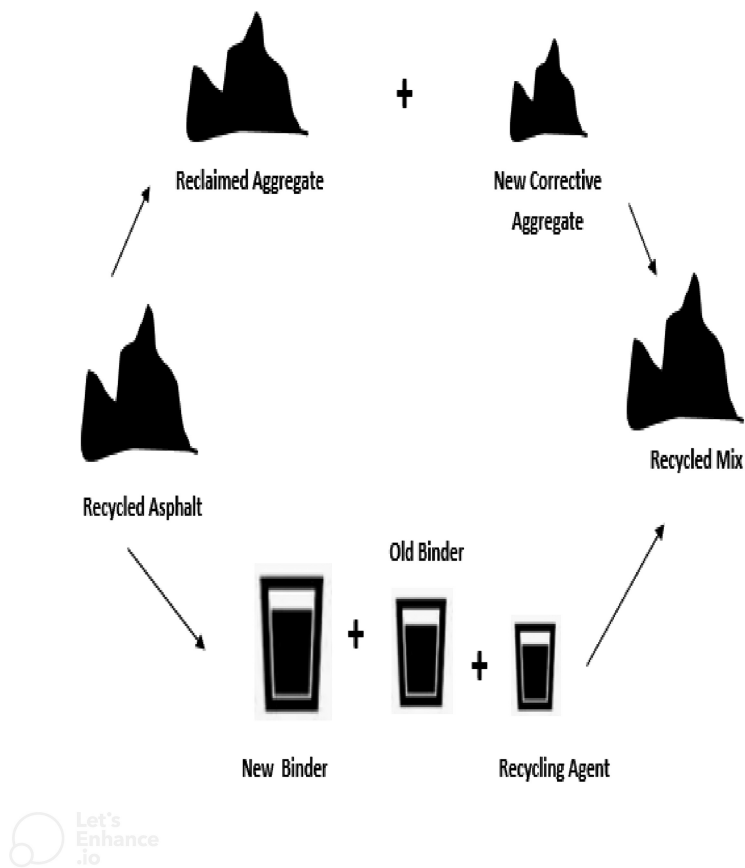 +
Reclaimed Aggregate
New Corrective
Aggregate
Recycled Mix
Recycled Asphalt
Old Binder
+
+
New Binder
Recycling Agent
Let's
Enhance
.io